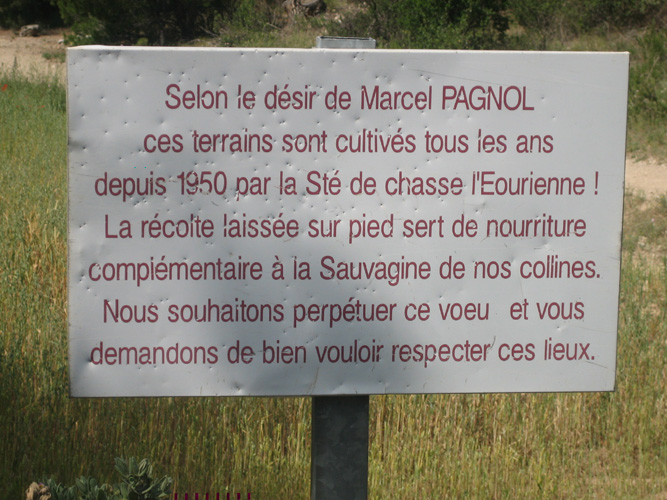 Selon le désir de Marcel PAGNOL
ces terrains sont cultivés tous les ans
depuis 1950 par la Sté de chasse l'Eourienne !
La récolte laissée sur pied sert de nourriture
complémentaire à la Sauvagine de nos collines.
Nous souhaitons perpétuer ce voeu et vous
demandons de bien vouloir respecter ces lieux.